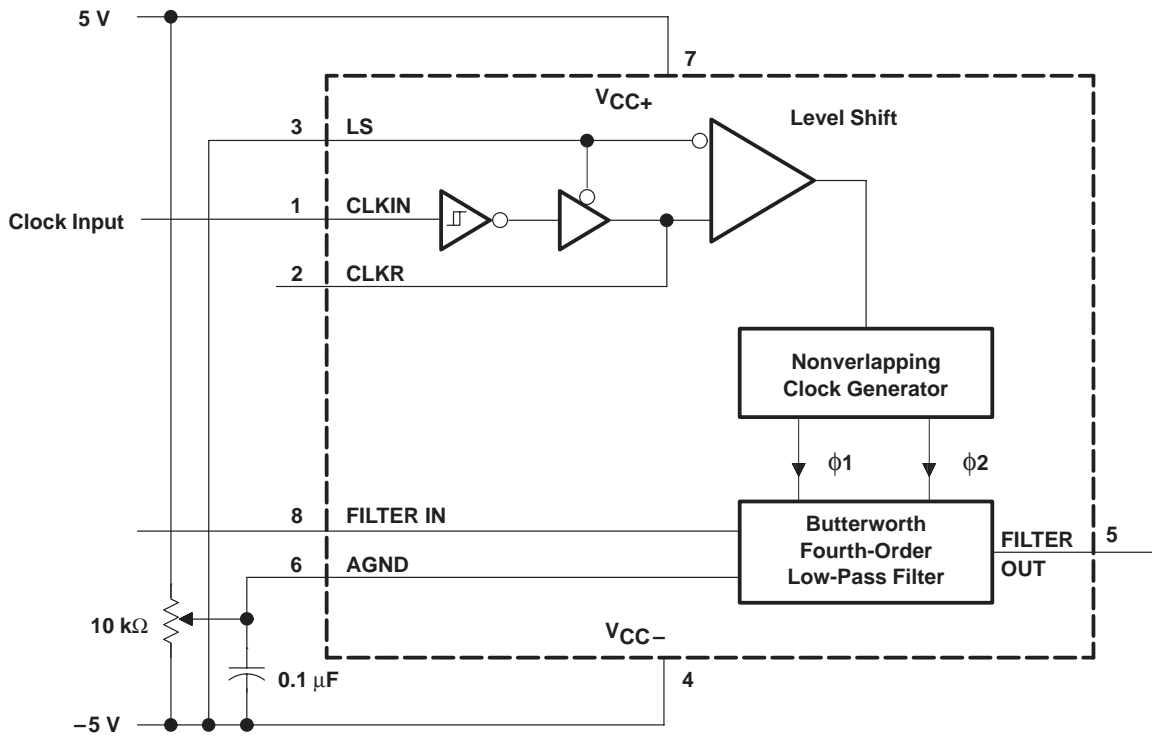 5 V
7
VCC+
Level Shift
3 LS
1 CLKIN
Clock Input
2 CLKR
Nonverlapping
Clock Generator
ϕ1 ϕ2
8 FILTER IN
Butterworth
Fourth-Order
Low-Pass Filter
FILTER
OUT
5
6 AGND
10 kΩ
VCC−
0.1 μF
4
−5 V